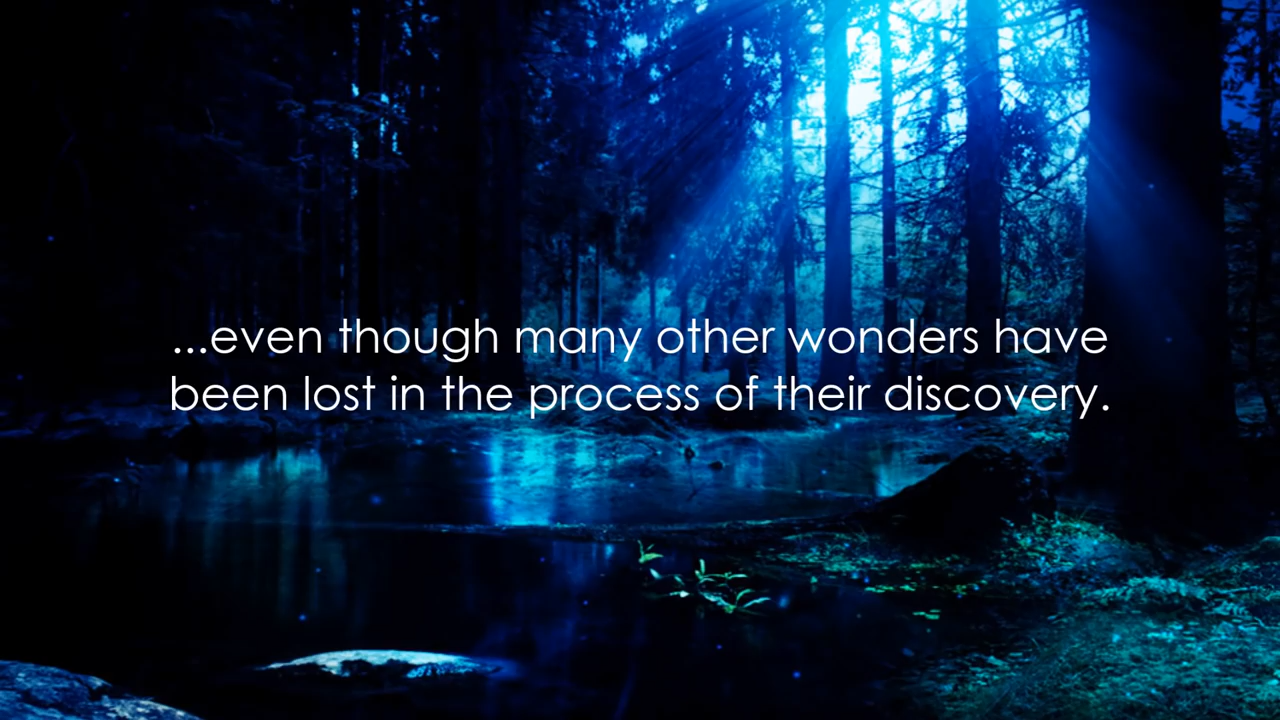 ...even though many other wonders have
been lost in the process of their discovery.